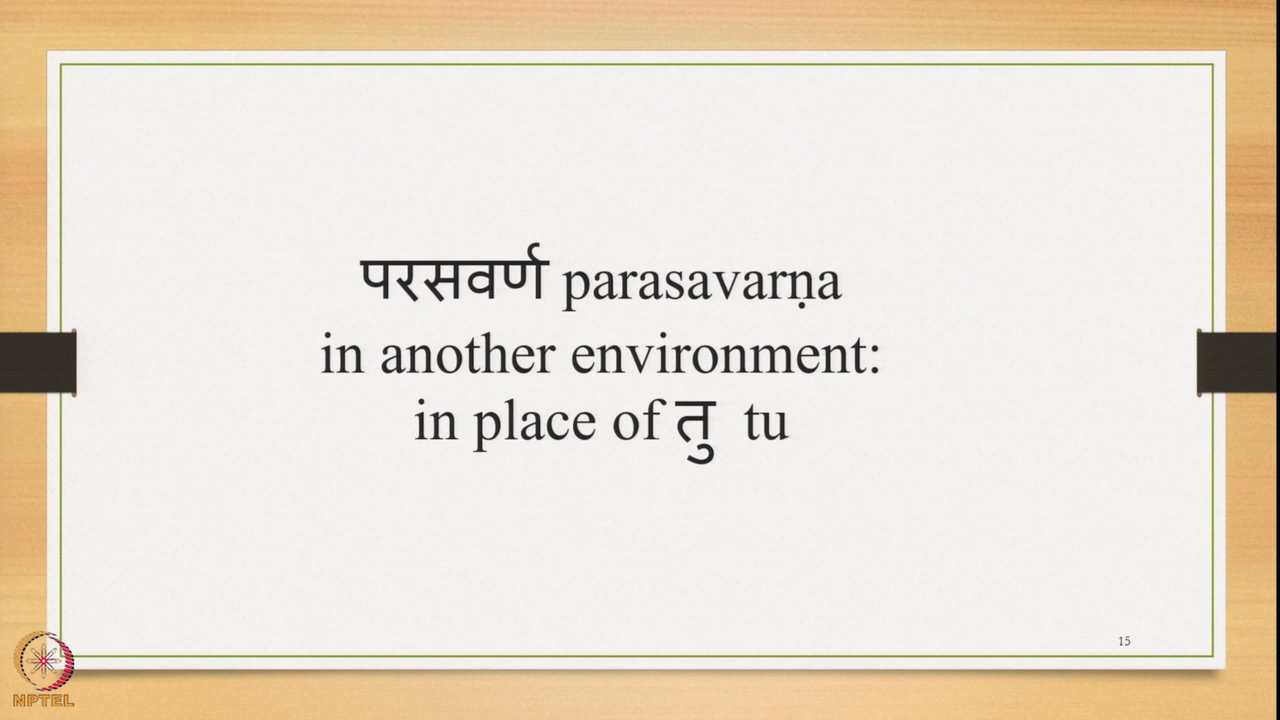 परसवर्ण parasavarṇa
in another environment:
in place of तु tu
15
NPTEL